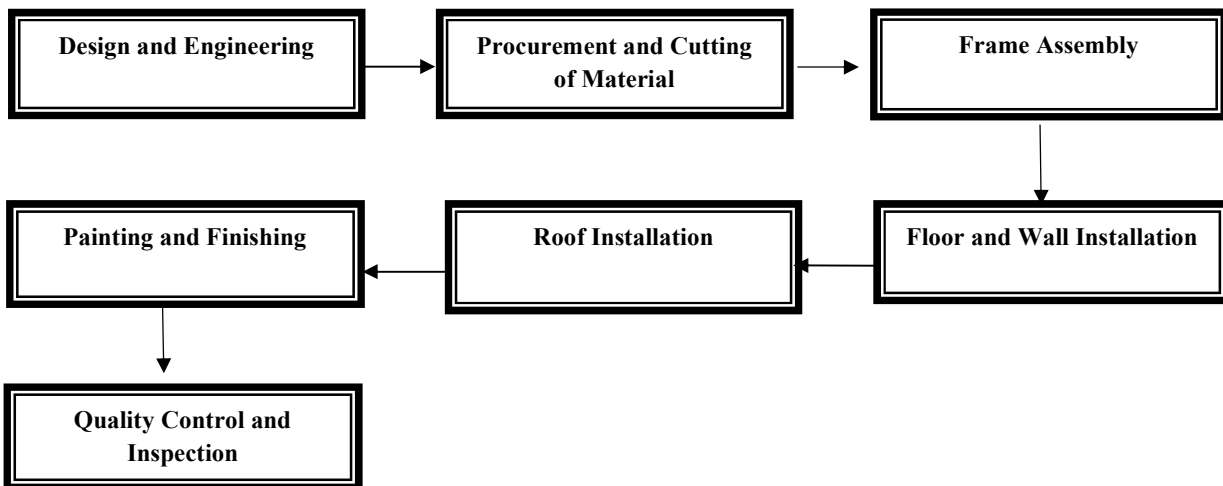 Design and Engineering
Procurement and Cutting
of Material
Frame Assembly
Floor and Wall Installation
Roof Installation
Painting and Finishing
Quality Control and
Inspection